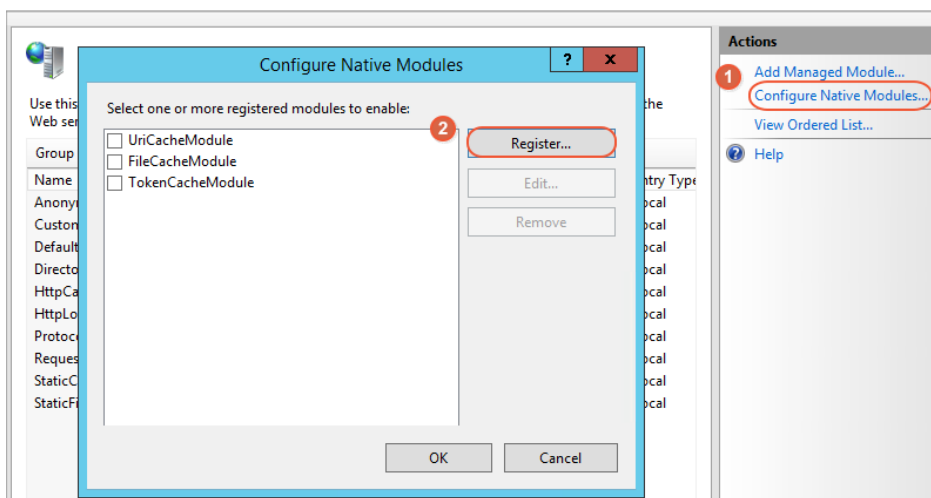 Configure Native Modules
?
x
Select one or more registered modules to enable:
UriCacheModule
FileCacheModule
TokenCacheModule
2
Register...
Edit...
Remove
OK
Cancel
Use this
the
Web ser
Group
Name
ntry Type
Anony
ocal
Custon
ocal
Default
ocal
Directo
ocal
HttpCa
ocal
HttpLo
ocal
Protoc
ocal
Reques
ocal
StaticC
ocal
StaticFi
ocal
Actions
1
Add Managed Module...
Configure Native Modules...
View Ordered List...
? Help